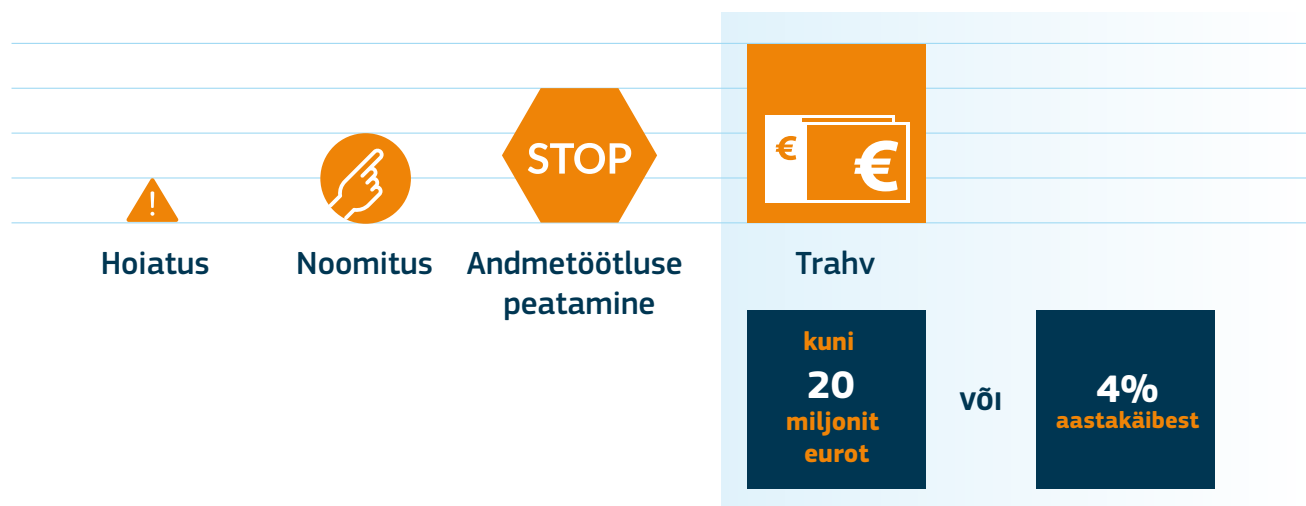 !
STOP
€
€
Hoiatus
Noomitus
Andmetöötluse
peatamine
Trahv
kuni
20
miljonit
eurot
VÕI
4%
aastakäibest